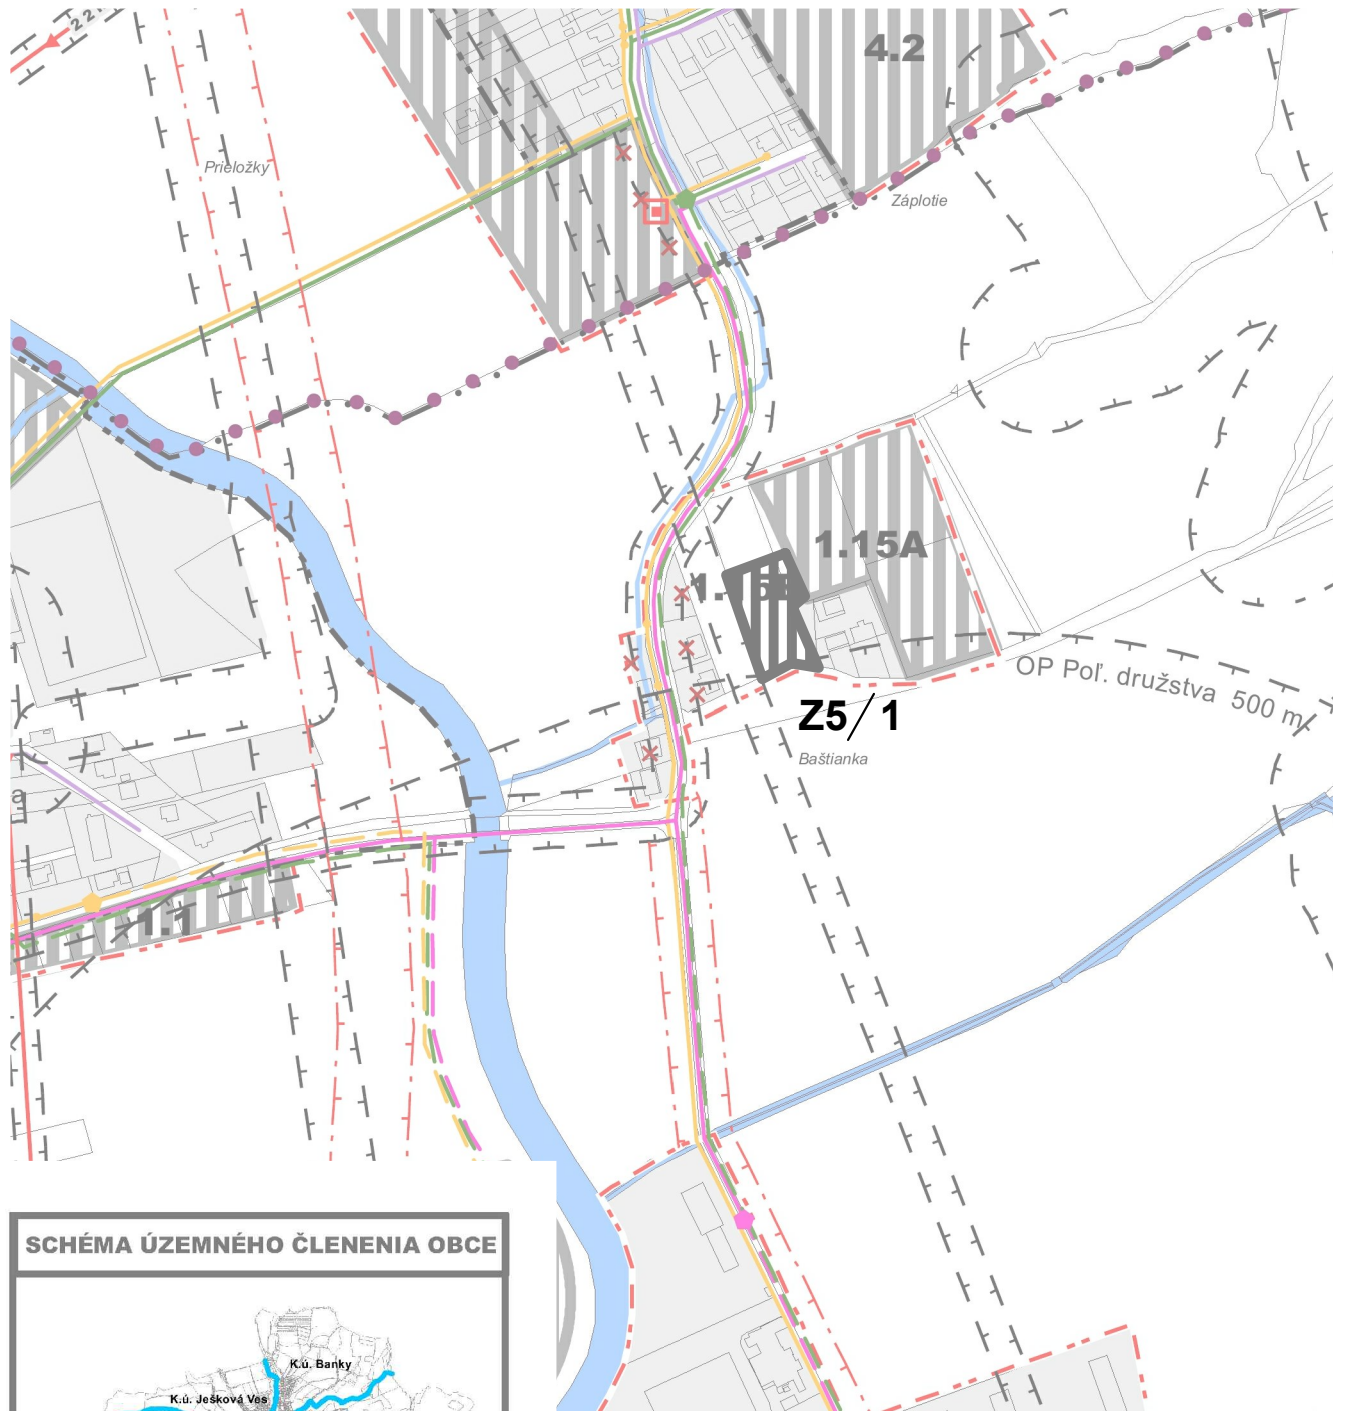 4.2
Prieložky
Záplotie
1.15A
OP Poľ. družstva 500 m
Z5/1
Baštianka
1.1
SCHÉMA ÚZEMNÉHO ČLENENIA OBCE
K.ú. Banky
K.ú. Ješková Ves